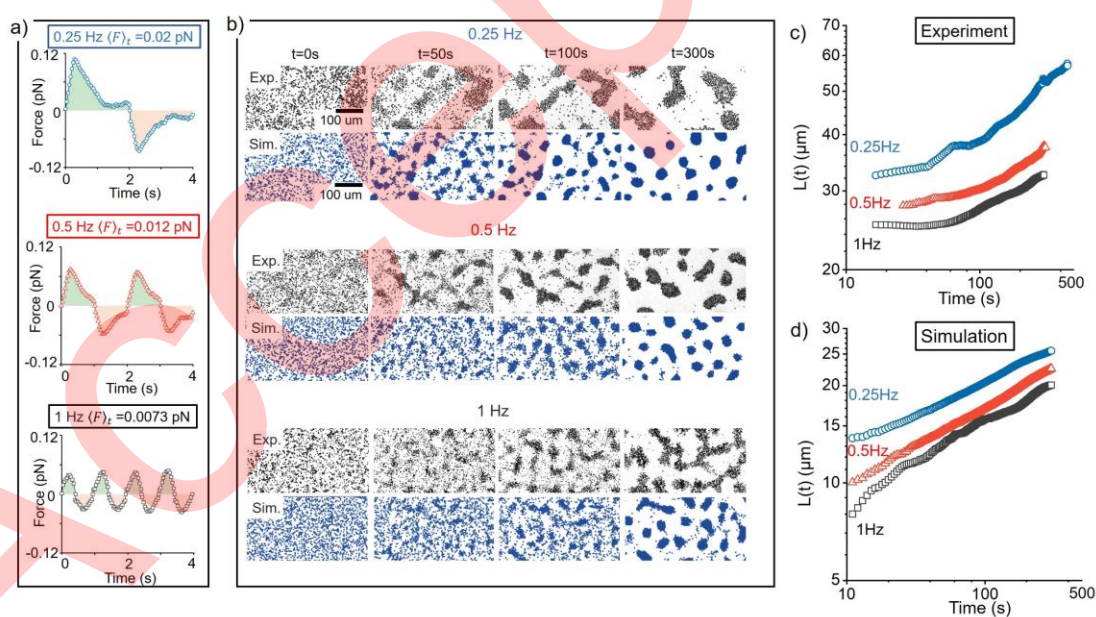 a)
0.25 Hz ⟨F⟩t =0.02 pN
0.12
0
-0.12
Force (pN)
0 2 4
Time (s)
0.5 Hz ⟨F⟩t =0.012 pN
0.12
0
-0.12
Force (pN)
0 2 4
Time (s)
1 Hz ⟨F⟩t =0.0073 pN
0.12
0
-0.12
Force (pN)
0 2 4
Time (s)
b)
0.25 Hz
t=0s t=50s t=100s t=300s
Exp.
100 um
Sim.
100 um
0.5 Hz
Exp.
Sim.
1 Hz
Exp.
Sim.
c)
Experiment
L(t) (μm)
70
60
50
40
30
20
0.25Hz
0.5Hz
1Hz
10 100 500
Time (s)
d)
Simulation
L(t) (μm)
30
25
20
15
10
5
0.25Hz
0.5Hz
1Hz
10 100 500
Time (s)